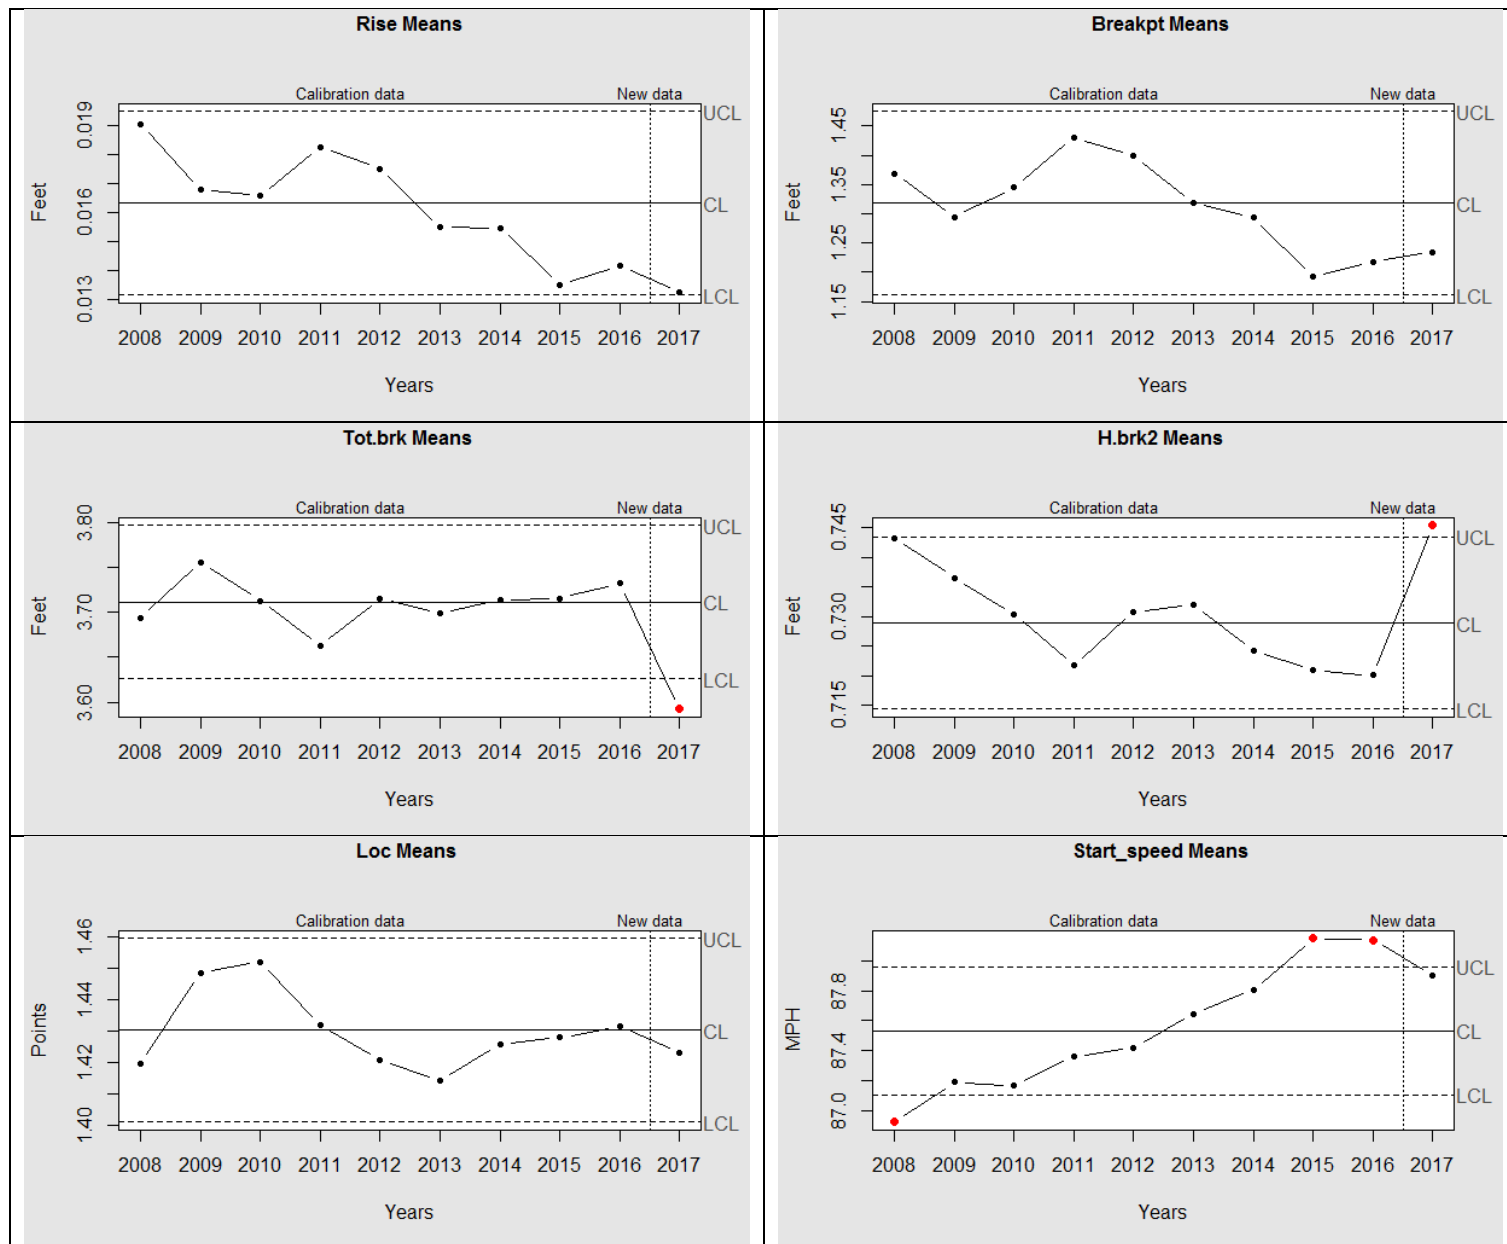 Rise Means
Calibration data New data
0.019
0.016
0.013
Feet
UCL
CL
LCL
2008 2009 2010 2011 2012 2013 2014 2015 2016 2017
Years
Breakpt Means
Calibration data New data
1.45
1.35
1.25
1.15
Feet
UCL
CL
LCL
2008 2009 2010 2011 2012 2013 2014 2015 2016 2017
Years
Tot.brk Means
Calibration data New data
3.80
3.70
3.60
Feet
UCL
CL
LCL
2008 2009 2010 2011 2012 2013 2014 2015 2016 2017
Years
H.brk2 Means
Calibration data New data
0.745
0.730
0.715
Feet
UCL
CL
LCL
2008 2009 2010 2011 2012 2013 2014 2015 2016 2017
Years
Loc Means
Calibration data New data
1.46
1.44
1.42
1.40
Points
UCL
CL
LCL
2008 2009 2010 2011 2012 2013 2014 2015 2016 2017
Years
Start_speed Means
Calibration data New data
87.8
87.4
87.0
MPH
UCL
CL
LCL
2008 2009 2010 2011 2012 2013 2014 2015 2016 2017
Years